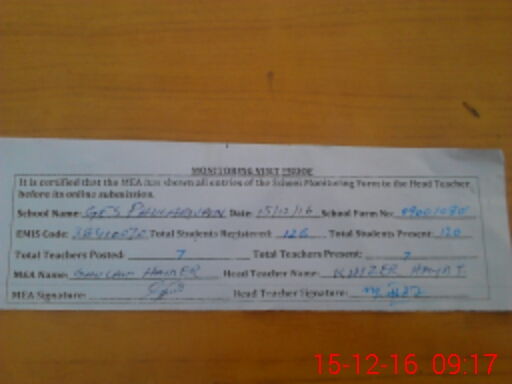 MONITORING VISIT PROOF
It is certified that the MEA has shown all entries of the School Monitoring Form to the Head Teacher
before its online submission.
School Name: GES Date: 15/12/16 School Form No:
EMIS Code: Total Students Registered: 126 Total Students Present: 120
Total Teachers Posted: 7 Total Teachers Present: 7
MEA Name: HAIDER Head Teacher Name: HAYAT
MEA Signature: Head Teacher Signature:
15-12-16 09:17